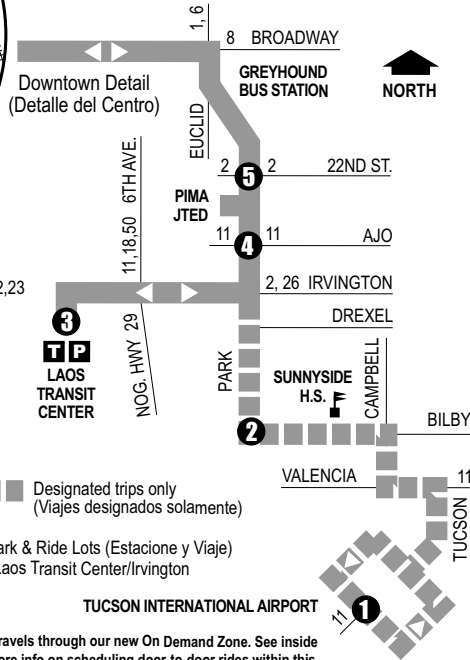 1, 6
8 BROADWAY
GREYHOUND
BUS STATION
NORTH
Downtown Detail
(Detalle del Centro)
EUCLID
2 5 2 22ND ST.
PIMA
JTED
11 4 11 AJO
11,18,50 6TH AVE.
2,23
2, 26 IRVINGTON
3
T P
LAOS
TRANSIT
CENTER
NOG. HWY 29
DREXEL
PARK
SUNNYSIDE
H.S.
CAMPBELL
2
BILBY
VALENCIA
11
TUCSON
Designated trips only
(Viajes designados solamente)
ark & Ride Lots (Estacione y Viaje)
aos Transit Center/Irvington
TUCSON INTERNATIONAL AIRPORT
11
1
ravels through our new On Demand Zone. See inside
ore info on scheduling door-to-door rides within this